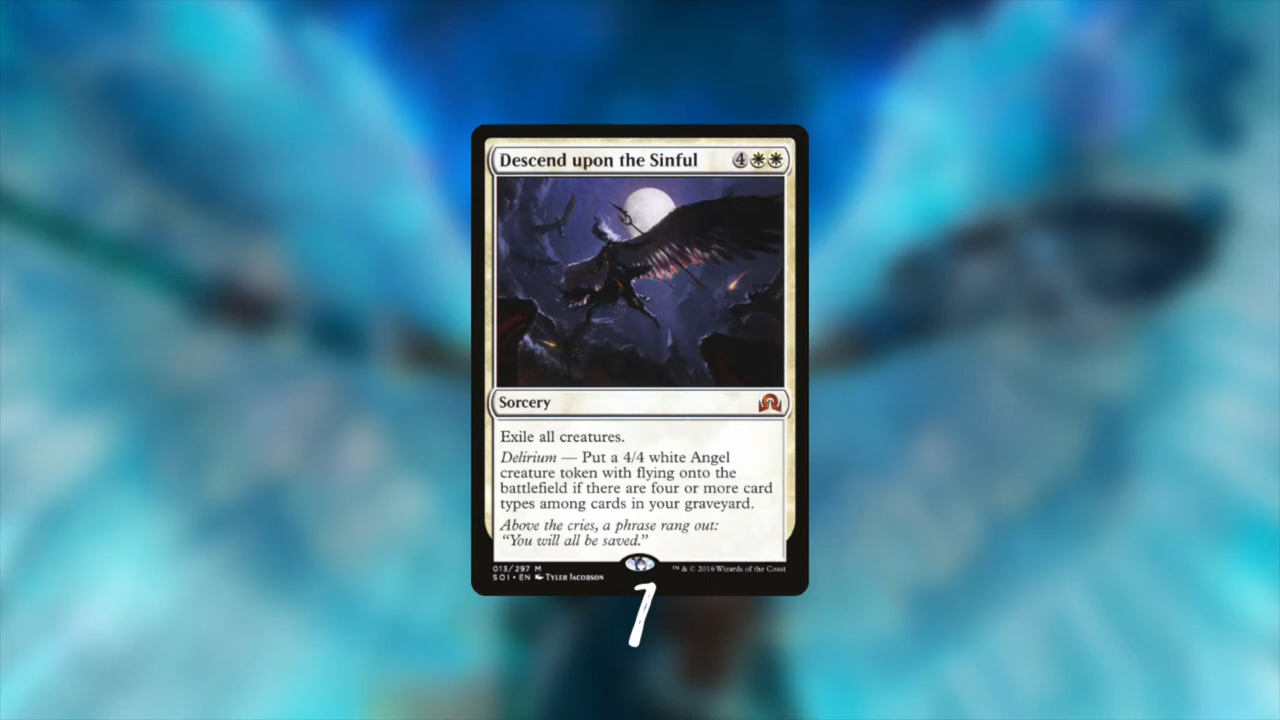 Descend upon the Sinful 4
Sorcery
Exile all creatures.
Delirium — Put a 4/4 white Angel
creature token with flying onto the
battlefield if there are four or more card
types among cards in your graveyard.
Above the cries, a phrase rang out:
“You will all be saved.”
013/297 M
SOI • EN Tyler Jacobson
™ & © 2016 Wizards of the Coast
1